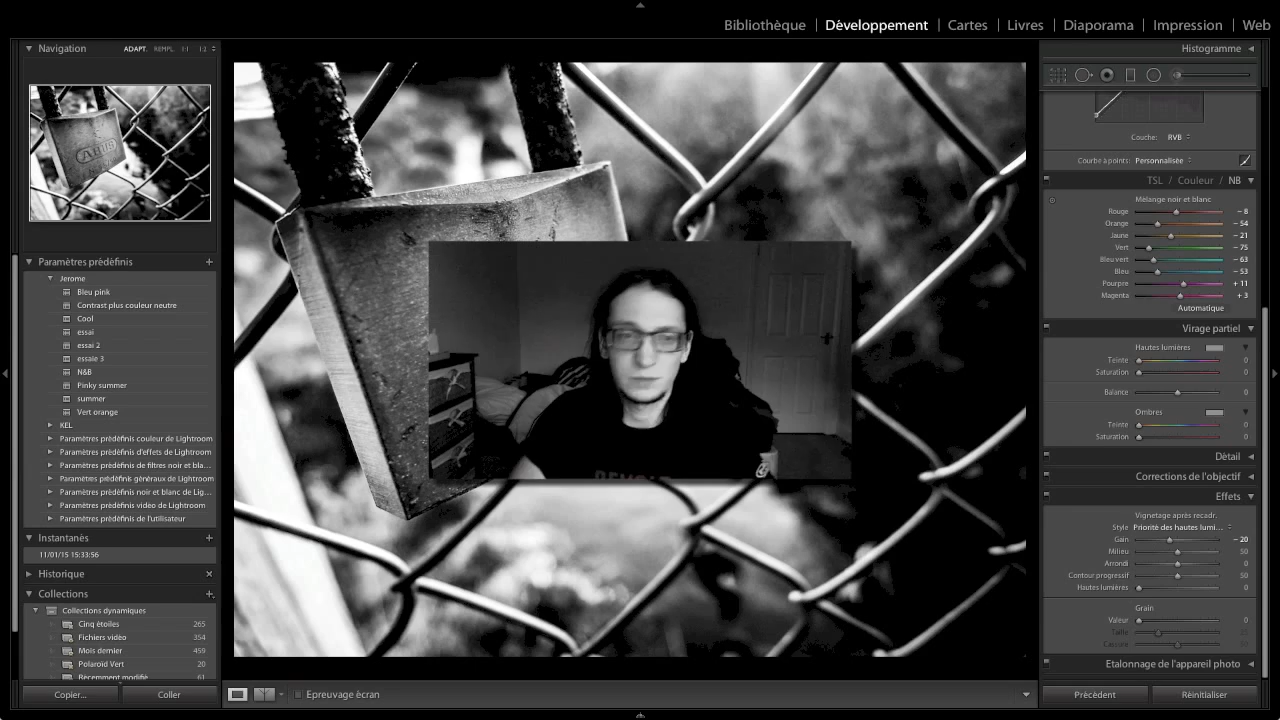 Bibliothèque | Développement | Cartes | Livres | Diaporama | Impression | Web
Navigation ADAPT. REMPL. 1:1 1:2
ABUS
Paramètres prédéfinis +
Jerome
Bleu pink
Contrast plus couleur neutre
Cool
essai
essai 2
essaie 3
N&B
Pinky summer
summer
Vert orange
KEL
Paramètres prédéfinis couleur de Lightroom
Paramètres prédéfinis d'effets de Lightroom
Paramètres prédéfinis de filtres noir et bla...
Paramètres prédéfinis généraux de Lightroom
Paramètres prédéfinis noir et blanc de Lig...
Paramètres prédéfinis vidéo de Lightroom
Paramètres prédéfinis de l'utilisateur
Instantanés +
11/01/15 15:33:56
Historique ×
Collections +
Collections dynamiques
Cinq étoiles 265
Fichiers vidéo 354
Mois dernier 459
Polaroid Vert 20
Récemment modifié
Copier... Coller
Epreuvage écran
Histogramme
Couche: RVB
Courbe à points: Personnalisée
TSL / Couleur / NB
Mélange noir et blanc
Rouge - 8
Orange - 54
Jaune - 21
Vert - 75
Bleu vert - 63
Bleu - 53
Pourpre + 11
Magenta + 3
Automatique
Virage partiel
Hautes lumières
Teinte 0
Saturation 0
Balance 0
Ombres
Teinte 0
Saturation 0
Détail
Corrections de l'objectif
Effets
Vignetage après recadr.
Style Priorité des hautes lumi...
Gain - 20
Milieu 50
Arrondi 0
Contour progressif 50
Hautes lumières 0
Grain
Valeur 0
Taille 25
Etalonnage de l'appareil photo
Précédent Réinitialiser